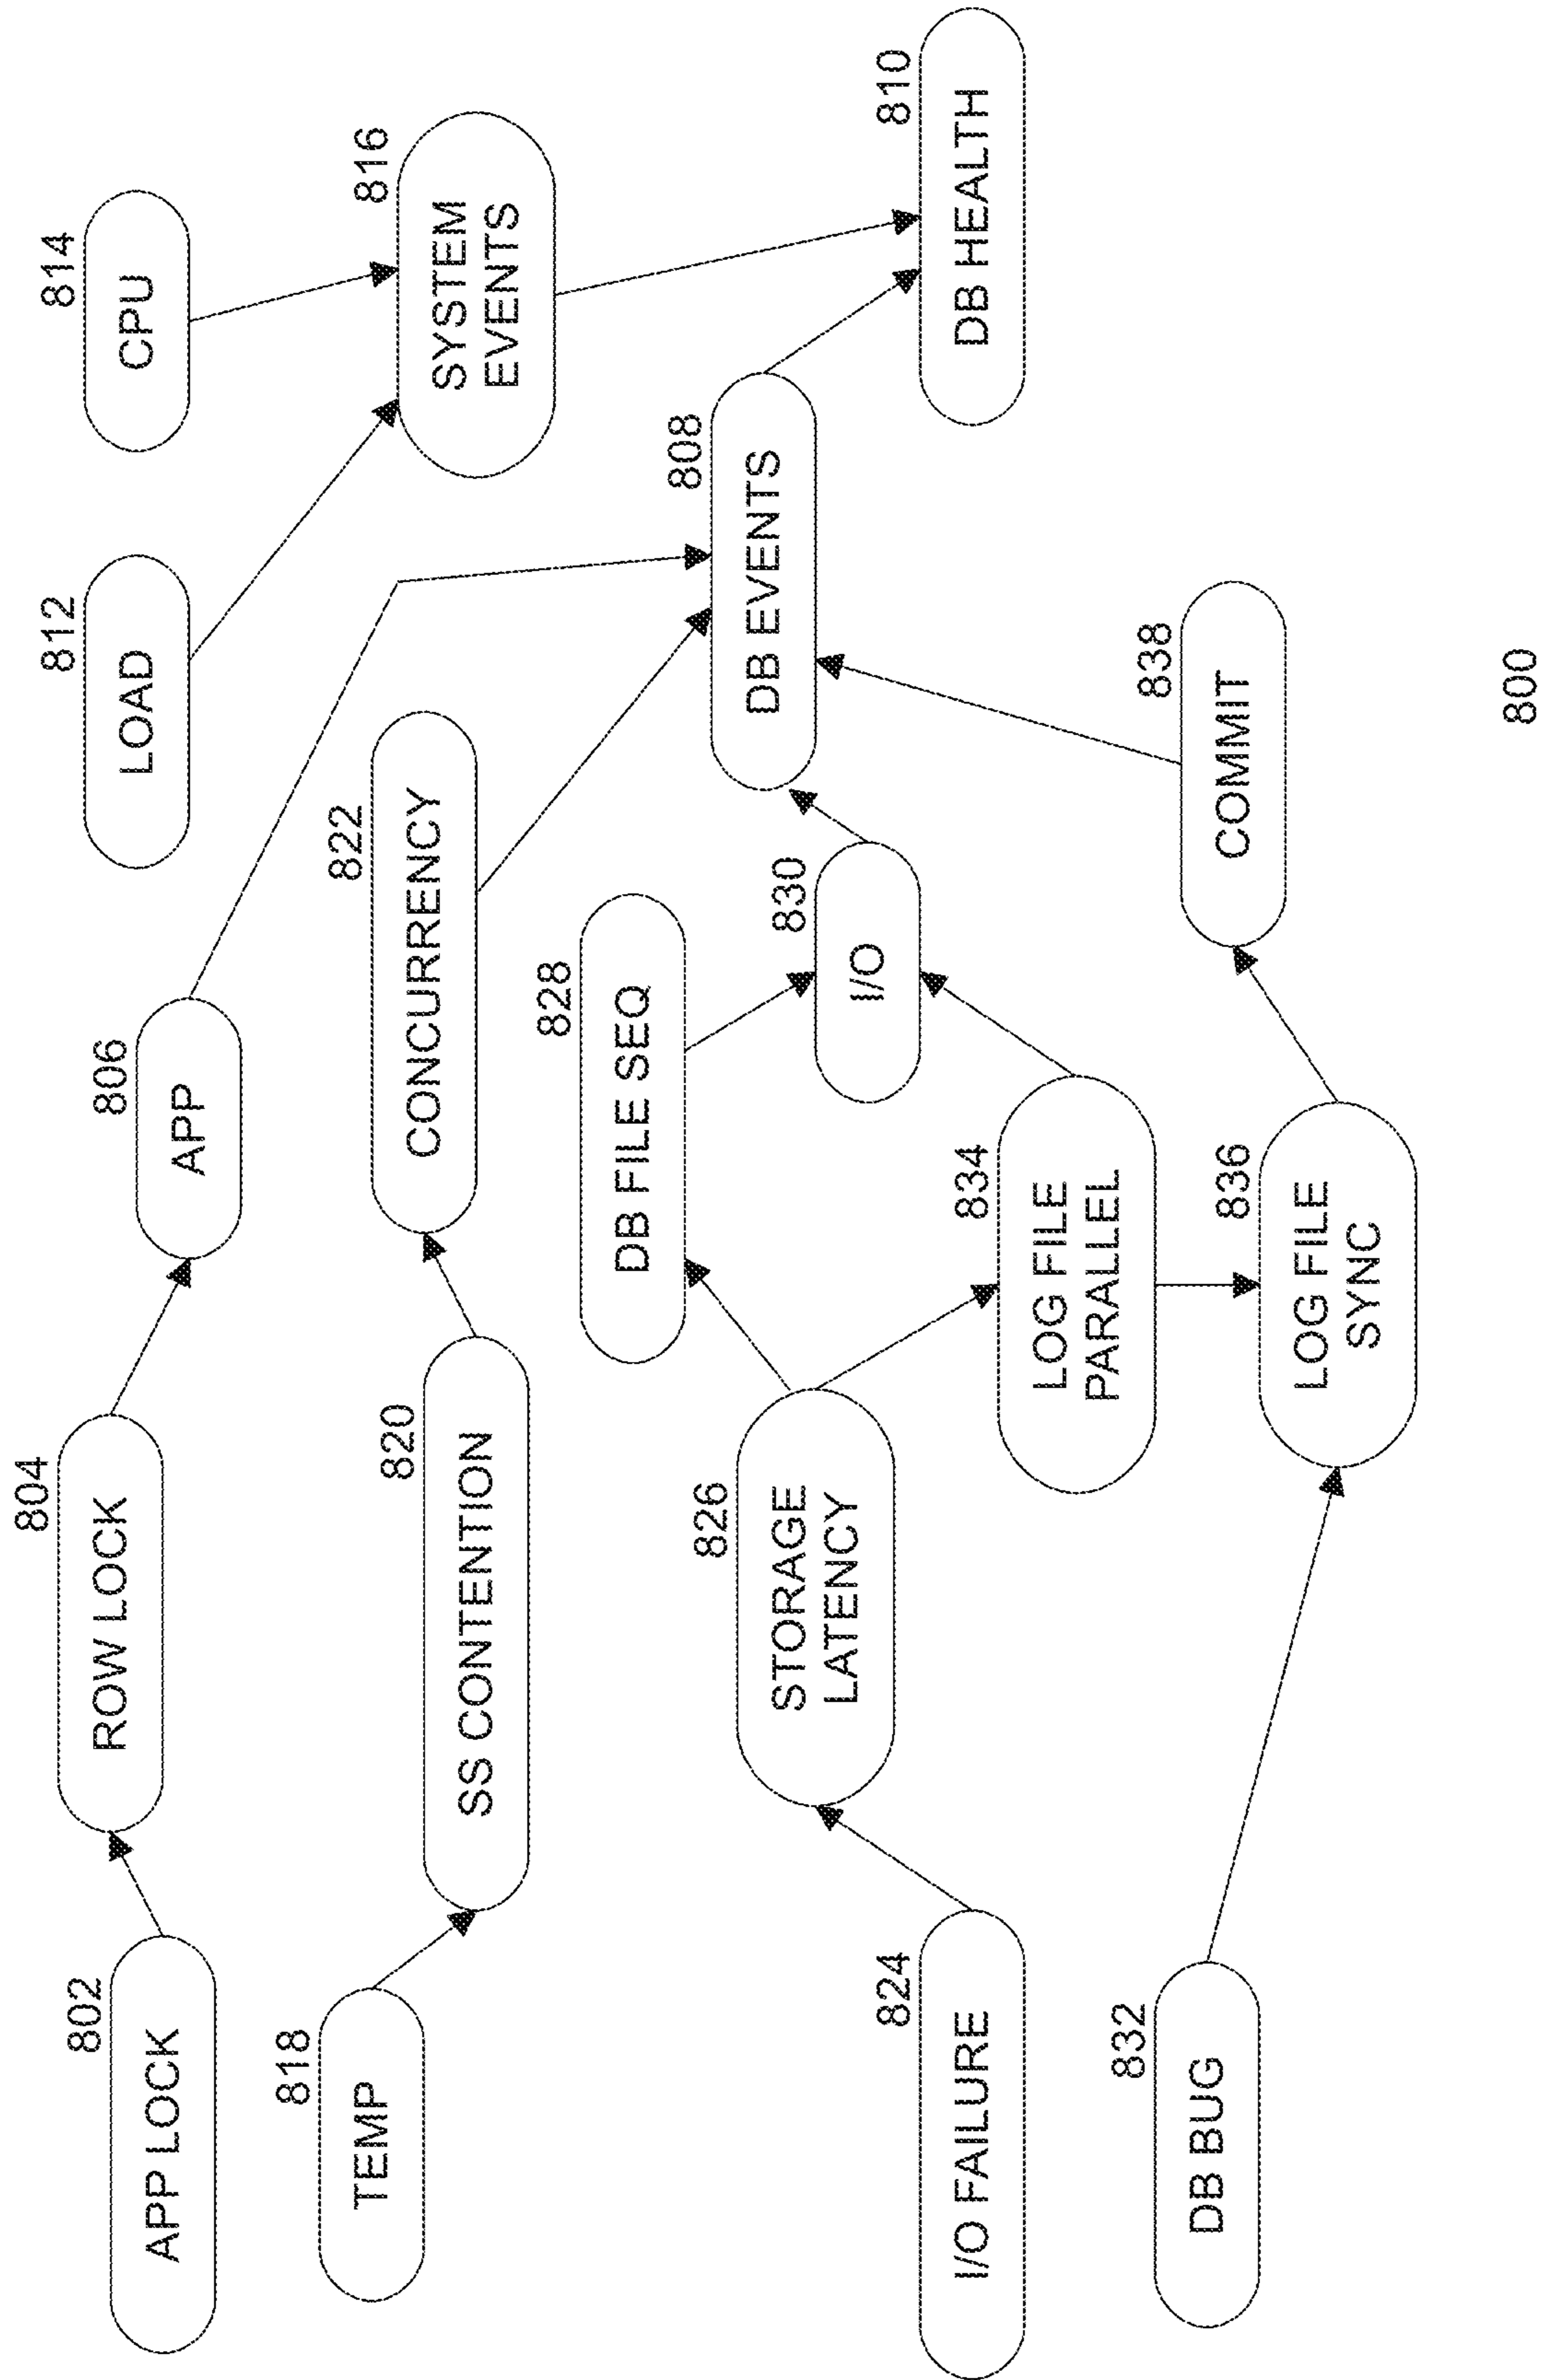 802
APP LOCK
804
ROW LOCK
806
APP
812
LOAD
814
CPU
818
TEMP
820
SS CONTENTION
822
CONCURRENCY
816
SYSTEM
EVENTS
828
DB FILE SEQ
808
DB EVENTS
826
STORAGE
LATENCY
830
I/O
824
I/O FAILURE
834
LOG FILE
PARALLEL
810
DB HEALTH
832
DB BUG
836
LOG FILE
SYNC
838
COMMIT
800